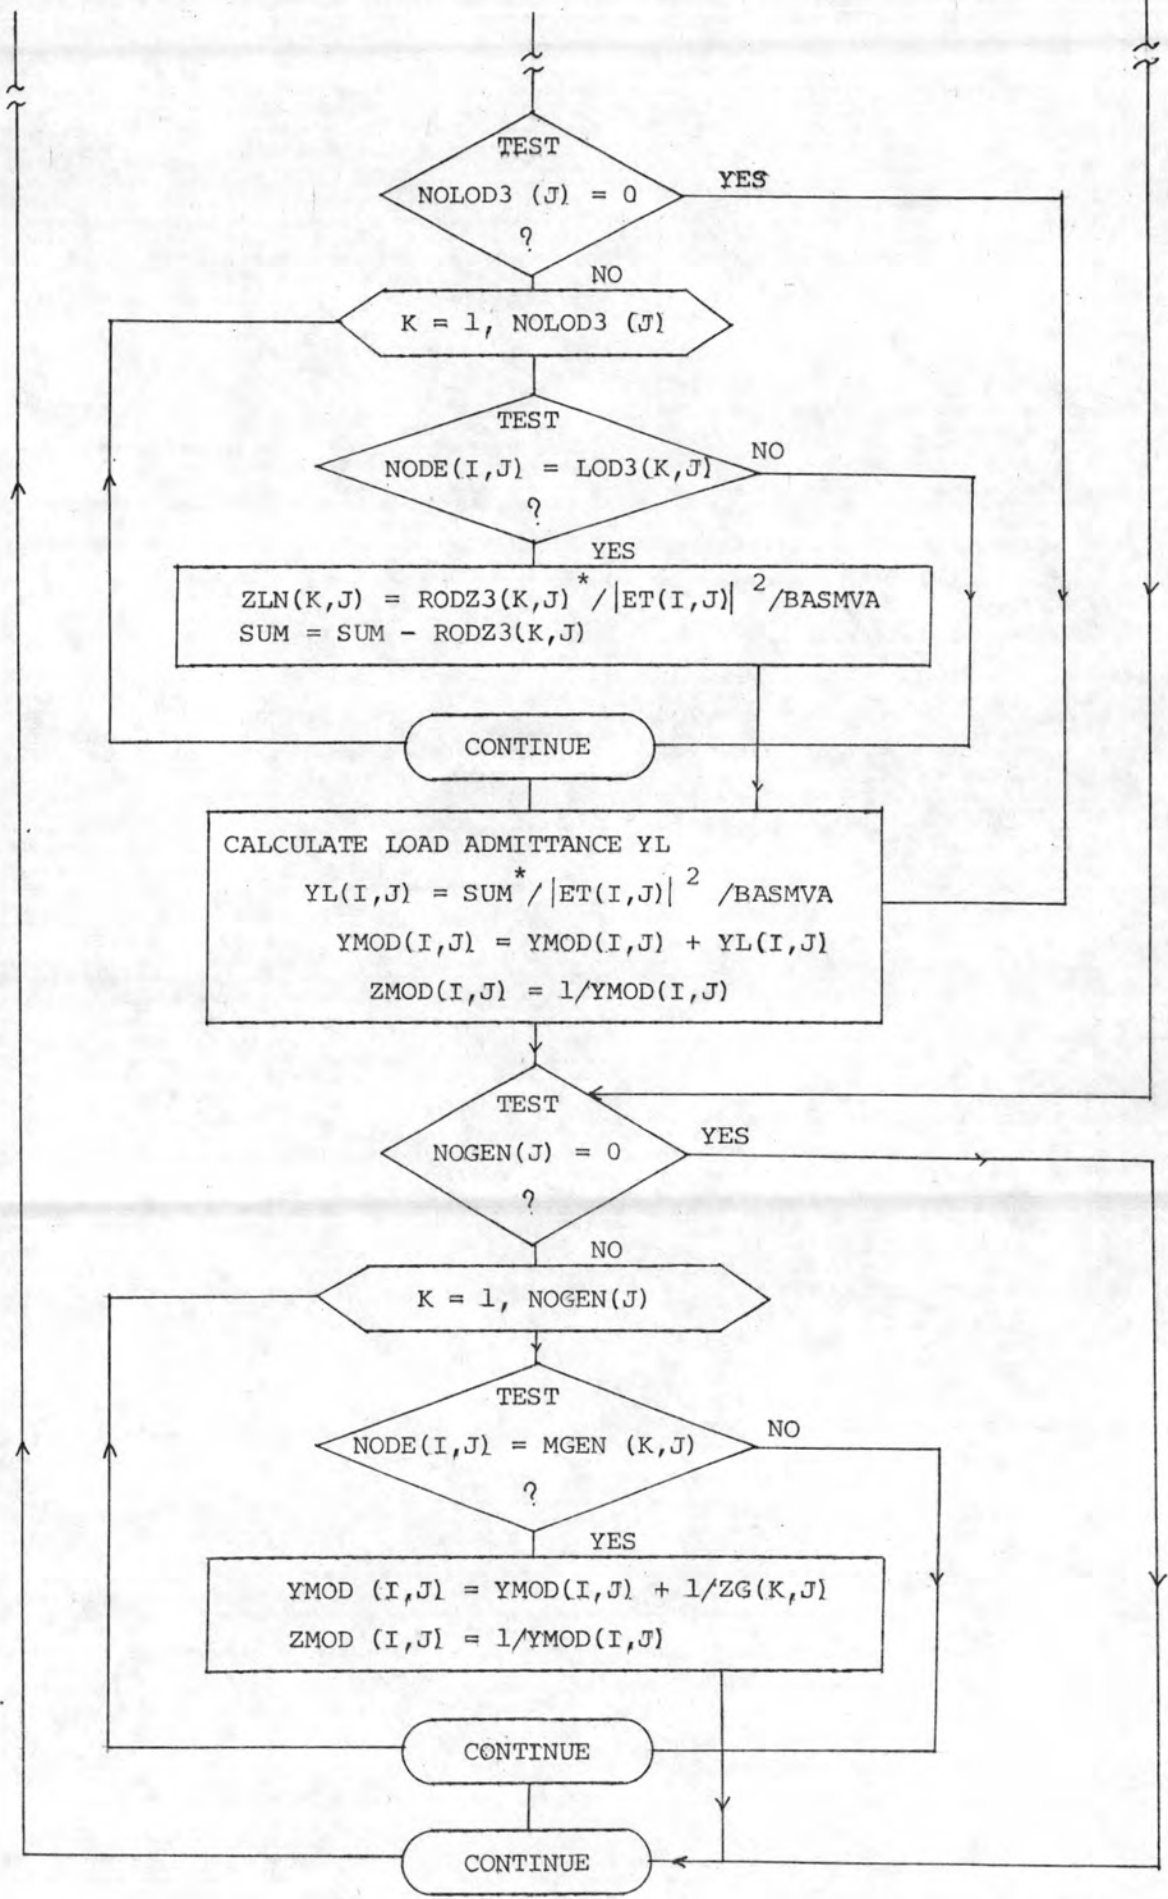 TEST
NOLOD3 (J) = 0
?
YES
NO
K = 1, NOLOD3 (J)
TEST
NODE(I,J) = LOD3(K,J)
?
NO
YES
ZLN(K,J) = RODZ3(K,J)* /|ET(I,J)| 2 /BASMVA
SUM = SUM - RODZ3(K,J)
CONTINUE
CALCULATE LOAD ADMITTANCE YL
YL(I,J) = SUM* /|ET(I,J)| 2 /BASMVA
YMOD(I,J) = YMOD(I,J) + YL(I,J)
ZMOD(I,J) = 1/YMOD(I,J)
TEST
NOGEN(J) = 0
?
YES
NO
K = 1, NOGEN(J)
TEST
NODE(I,J) = MGEN (K,J)
?
NO
YES
YMOD (I,J) = YMOD(I,J) + 1/ZG(K,J)
ZMOD (I,J) = 1/YMOD(I,J)
CONTINUE
CONTINUE